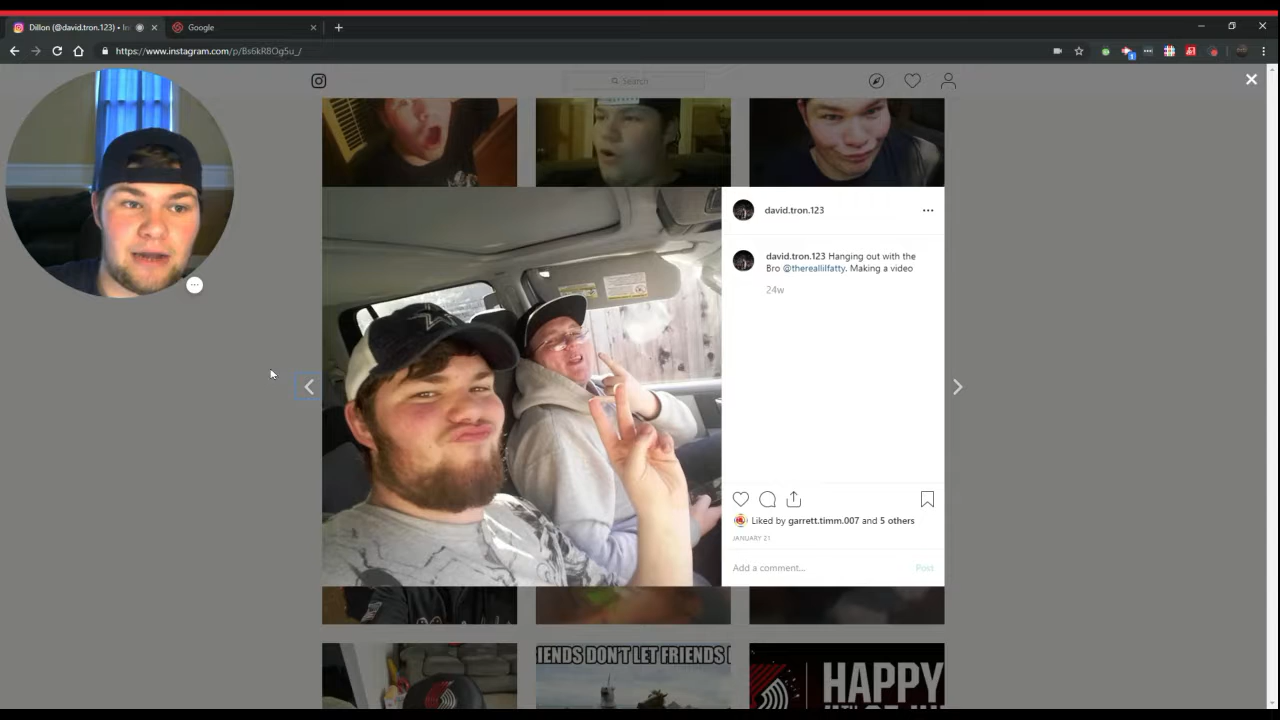 Dillon (@david.tron.123) • In
Google
https://www.instagram.com/p/Bs6kR8Og5u_/
Search
david.tron.123
david.tron.123 Hanging out with the
Bro @thereallilfatty. Making a video
24w
Liked by garrett.timm.007 and 5 others
JANUARY 21
Add a comment...
Post
IENDS DON'T LET FRIENDS
HAPPY